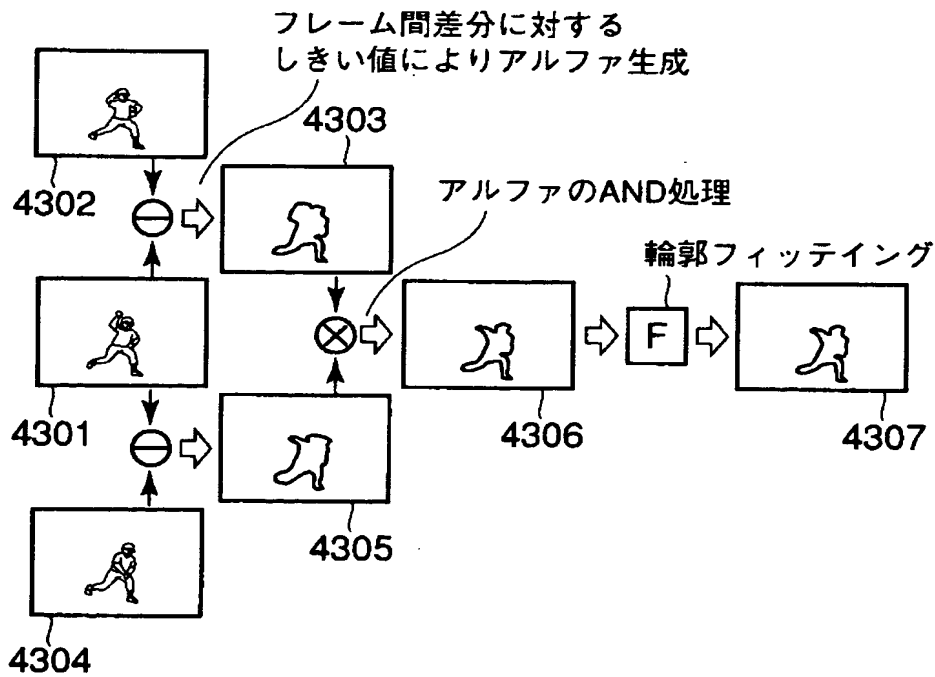 フレーム間差分に対する
しきい値によりアルファ生成
4303
4302
アルファのAND処理
輪郭フィッテイング
F
4301
4306
4307
4305
4304